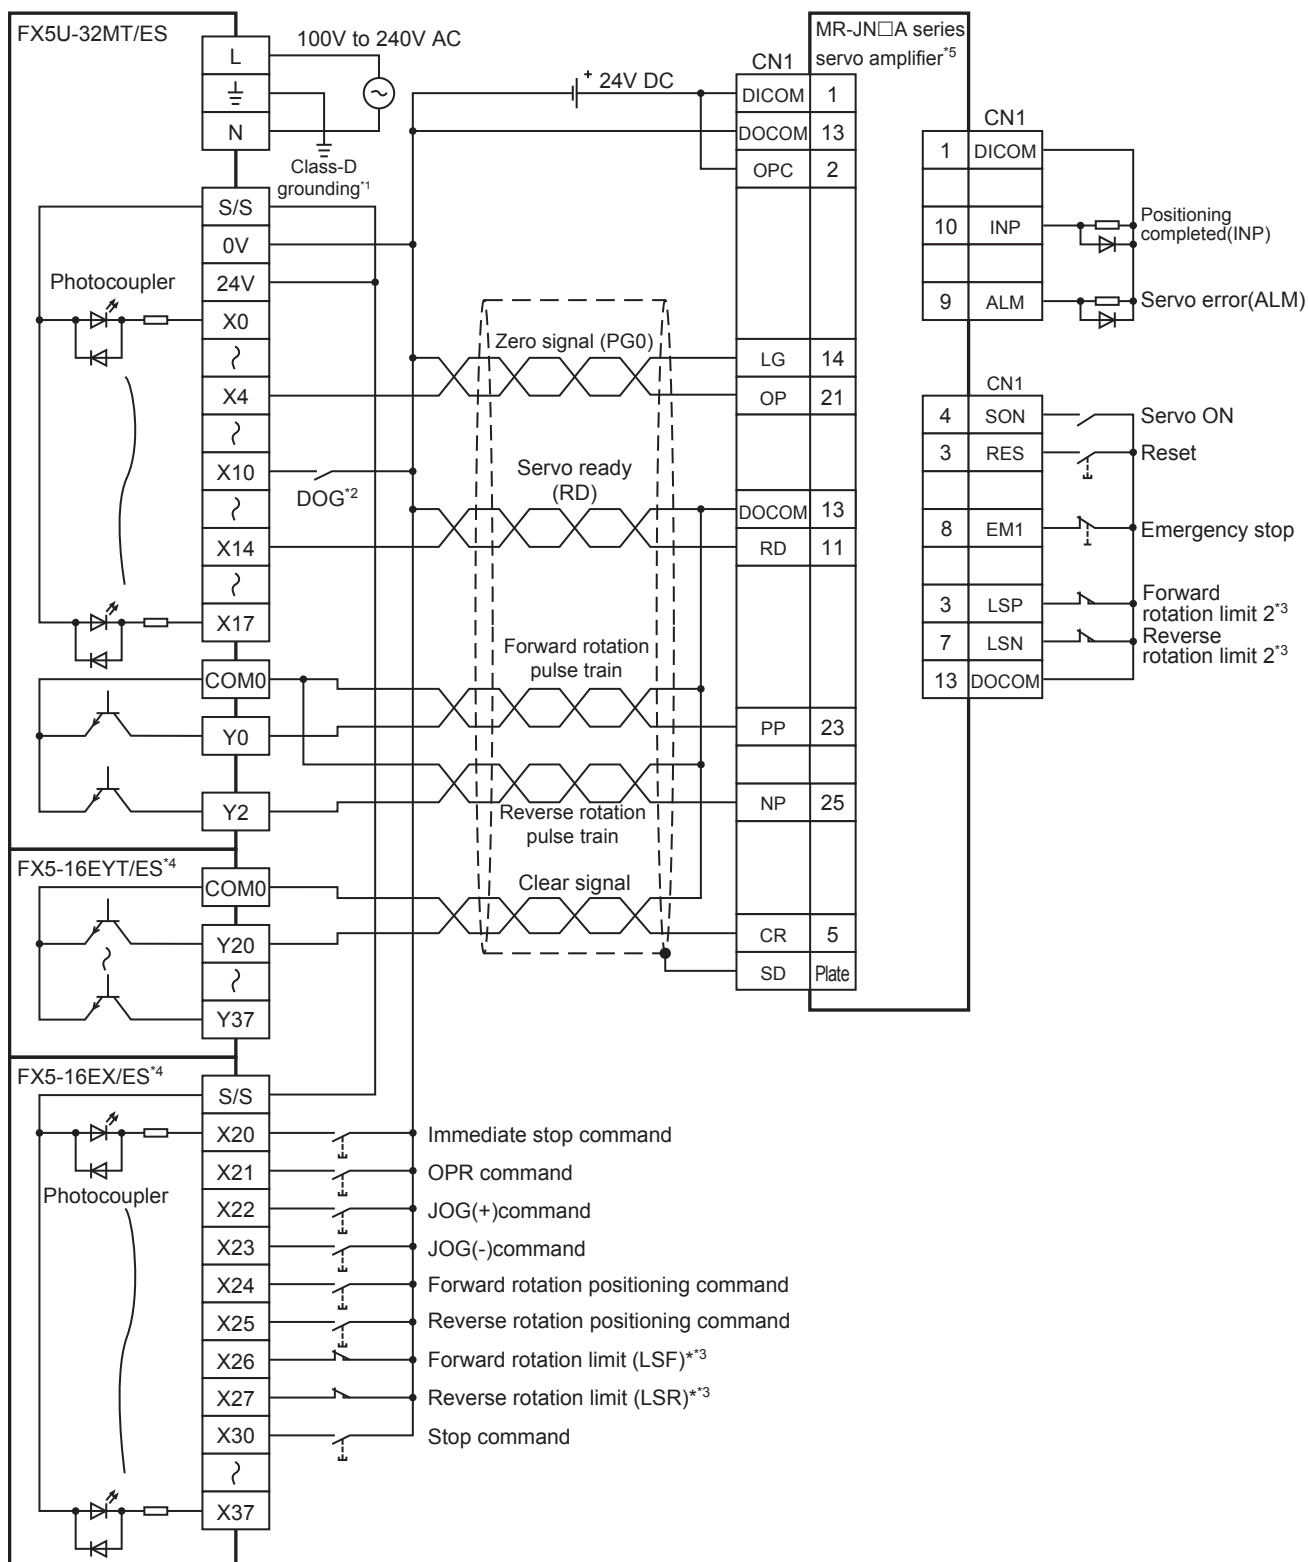 FX5U-32MT/ES
L
N
100V to 240V AC
Class-D
grounding*1
S/S
0V
24V
X0
X4
X10
X14
X17
COM0
Y0
Y2
Photocoupler
DOG*2
+ 24V DC
Zero signal (PG0)
Servo ready
(RD)
Forward rotation
pulse train
Reverse rotation
pulse train
Clear signal
MR-JN□A series
servo amplifier*5
CN1
DICOM 1
DOCOM 13
OPC 2
LG 14
OP 21
DOCOM 13
RD 11
PP 23
NP 25
CR 5
SD Plate
CN1
1 DICOM
10 INP Positioning
completed(INP)
9 ALM Servo error(ALM)
CN1
4 SON Servo ON
3 RES Reset
8 EM1 Emergency stop
3 LSP Forward
rotation limit 2*3
7 LSN Reverse
rotation limit 2*3
13 DOCOM
FX5-16EYT/ES*4
COM0
Y20
Y37
FX5-16EX/ES*4
S/S
Photocoupler
X20 Immediate stop command
X21 OPR command
X22 JOG(+)command
X23 JOG(-)command
X24 Forward rotation positioning command
X25 Reverse rotation positioning command
X26 Forward rotation limit (LSF)**3
X27 Reverse rotation limit (LSR)**3
X30 Stop command
X37